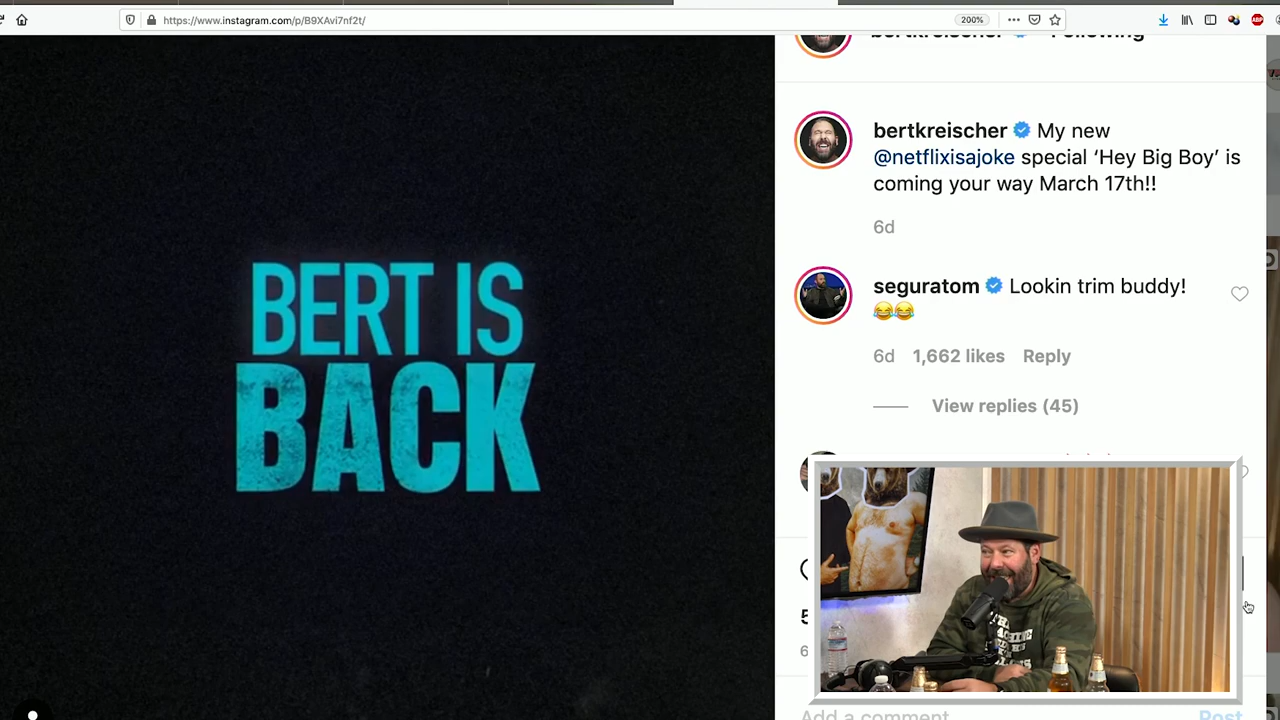 https://www.instagram.com/p/B9XAvi7nf2t/
200%
ABP
bertkreischer Following
bertkreischer My new
@netflixisajoke special ‘Hey Big Boy’ is
coming your way March 17th!!
6d
seguratom Lookin trim buddy!
😂😂
6d 1,662 likes Reply
View replies (45)
BERT IS
BACK
MACHINE
Add a comment
Post